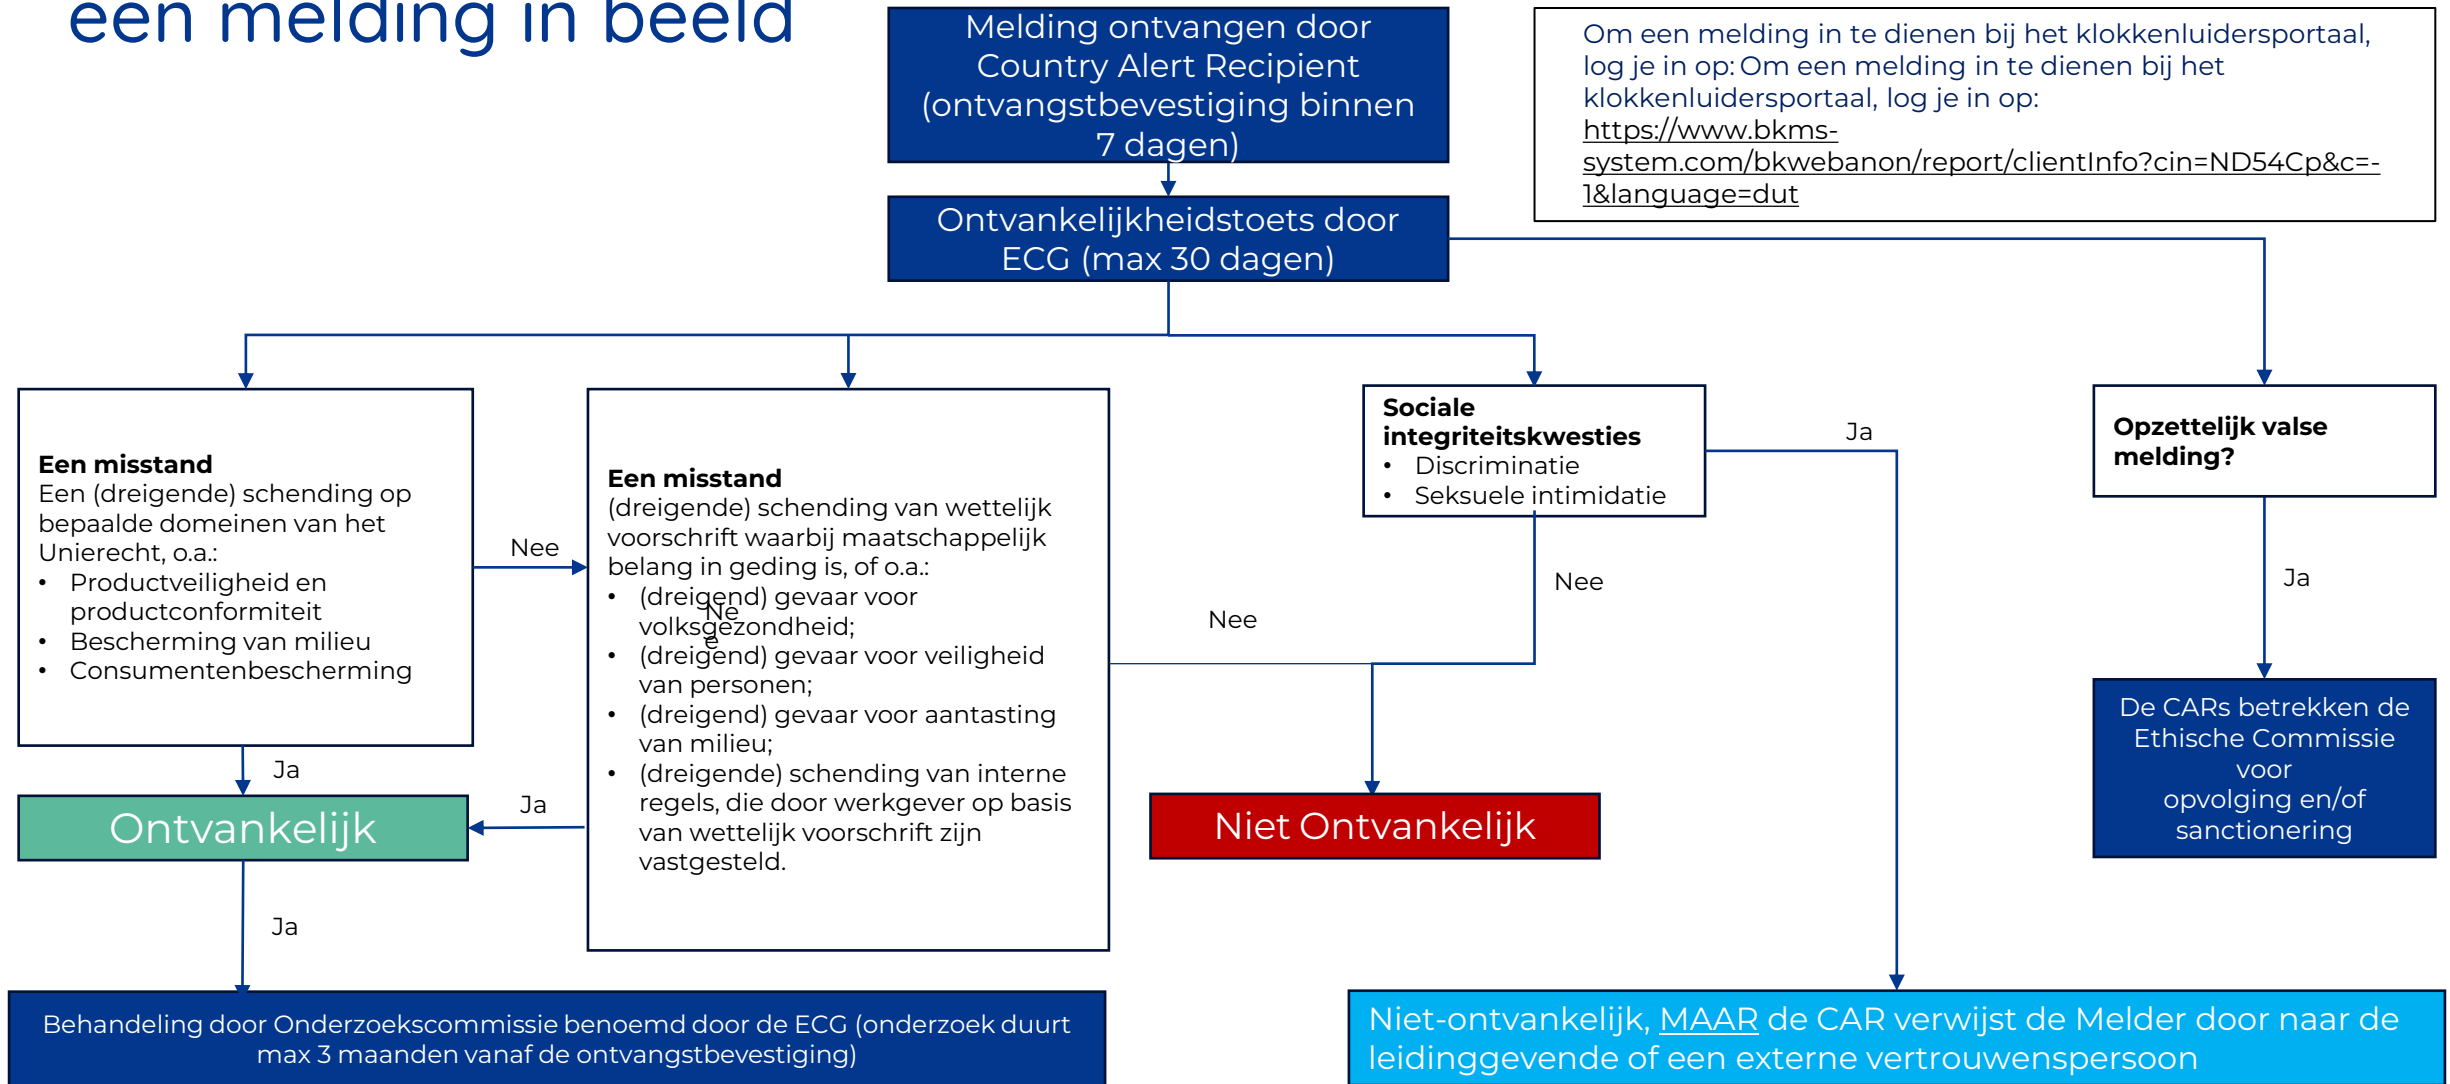 een melding in beeld
Melding ontvangen door
Country Alert Recipient
(ontvangstbevestiging binnen
7 dagen)
Om een melding in te dienen bij het klokkenluidersportaal,
log je in op: Om een melding in te dienen bij het
klokkenluidersportaal, log je in op:
https://www.bkms-
system.com/bkwebanon/report/clientInfo?cin=ND54Cp&c=-
1&language=dut
Ontvankelijkheidstoets door
ECG (max 30 dagen)
Een misstand
Een (dreigende) schending op
bepaalde domeinen van het
Unierecht, o.a.:
• Productveiligheid en
productconformiteit
• Bescherming van milieu
• Consumentenbescherming
Nee
Een misstand
(dreigende) schending van wettelijk
voorschrift waarbij maatschappelijk
belang in geding is, of o.a.:
• (dreigend) gevaar voor
volksgezondheid;
• (dreigend) gevaar voor veiligheid
van personen;
• (dreigend) gevaar voor aantasting
van milieu;
• (dreigende) schending van interne
regels, die door werkgever op basis
van wettelijk voorschrift zijn
vastgesteld.
Ne
e
Nee
Sociale
integriteitskwesties
• Discriminatie
• Seksuele intimidatie
Ja
Nee
Opzettelijk valse
melding?
Ja
De CARs betrekken de
Ethische Commissie
voor
opvolging en/of
sanctionering
Ja
Ja
Ontvankelijk
Niet Ontvankelijk
Ja
Behandeling door Onderzoekscommissie benoemd door de ECG (onderzoek duurt
max 3 maanden vanaf de ontvangstbevestiging)
Niet-ontvankelijk, MAAR de CAR verwijst de Melder door naar de
leidinggevende of een externe vertrouwenspersoon